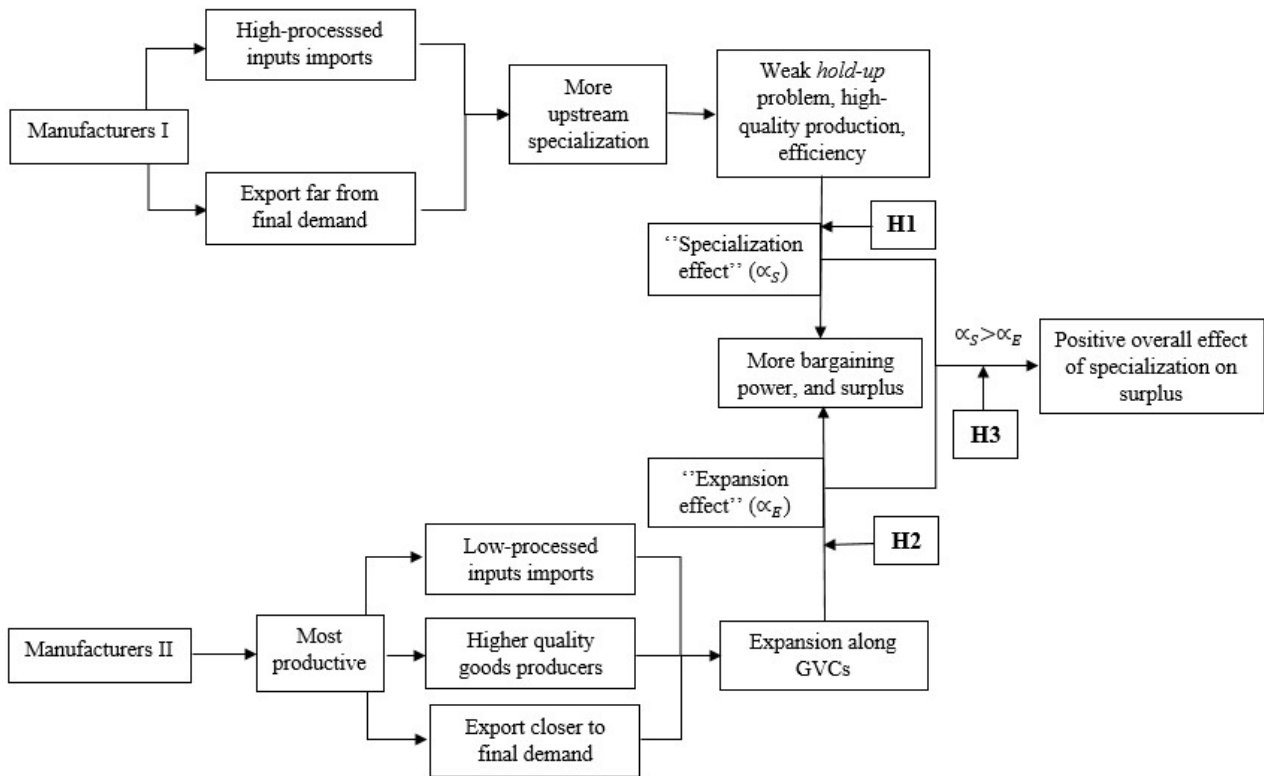 High-processsed
inputs imports
Manufacturers I
Export far from
final demand
More
upstream
specialization
Weak hold-up
problem, high-
quality production,
efficiency
H1
‘’Specialization
effect’’ (∝S)
More bargaining
power, and surplus
∝S>∝E
Positive overall effect
of specialization on
surplus
H3
‘’Expansion
effect’’ (∝E)
H2
Manufacturers II
Most
productive
Low-processed
inputs imports
Higher quality
goods producers
Export closer to
final demand
Expansion along
GVCs